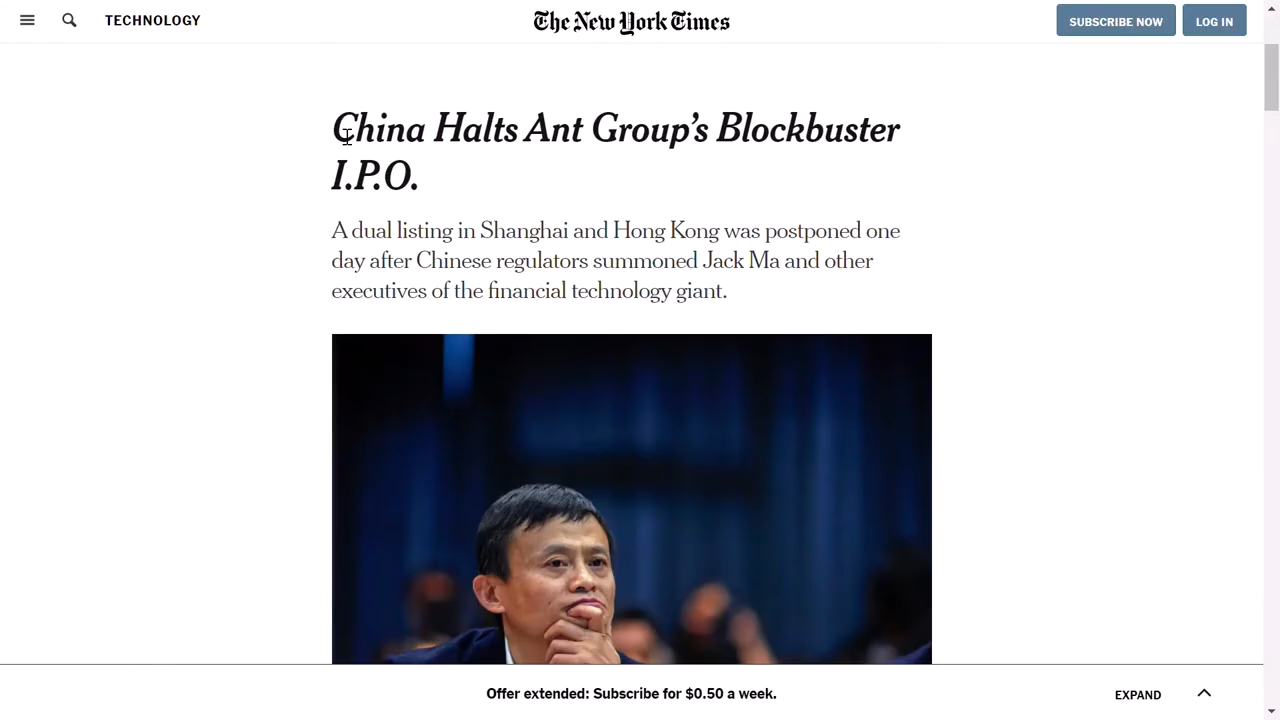 TECHNOLOGY
The New York Times
SUBSCRIBE NOW
LOG IN
China Halts Ant Group’s Blockbuster
I.P.O.
A dual listing in Shanghai and Hong Kong was postponed one
day after Chinese regulators summoned Jack Ma and other
executives of the financial technology giant.
Offer extended: Subscribe for $0.50 a week.
EXPAND